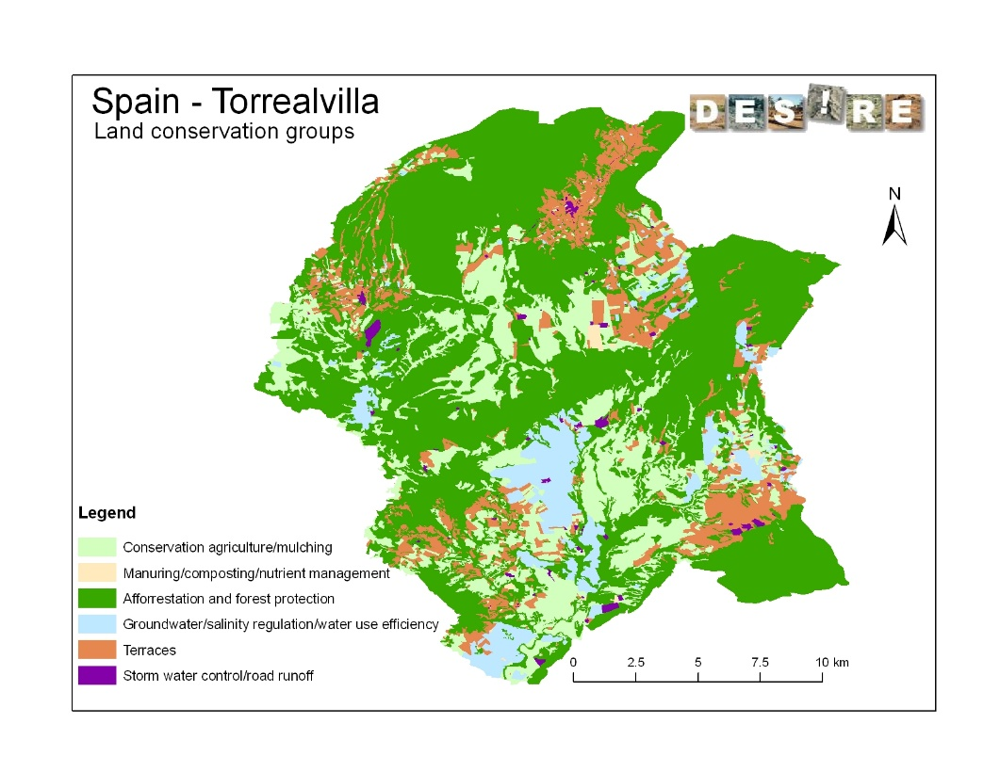 Spain - Torrealvilla
Land conservation groups
DES!RE
N
Legend
Conservation agriculture/mulching
Manuring/composting/nutrient management
Afforrestation and forest protection
Groundwater/salinity regulation/water use efficiency
Terraces
Storm water control/road runoff
0 2.5 5 7.5 10 km